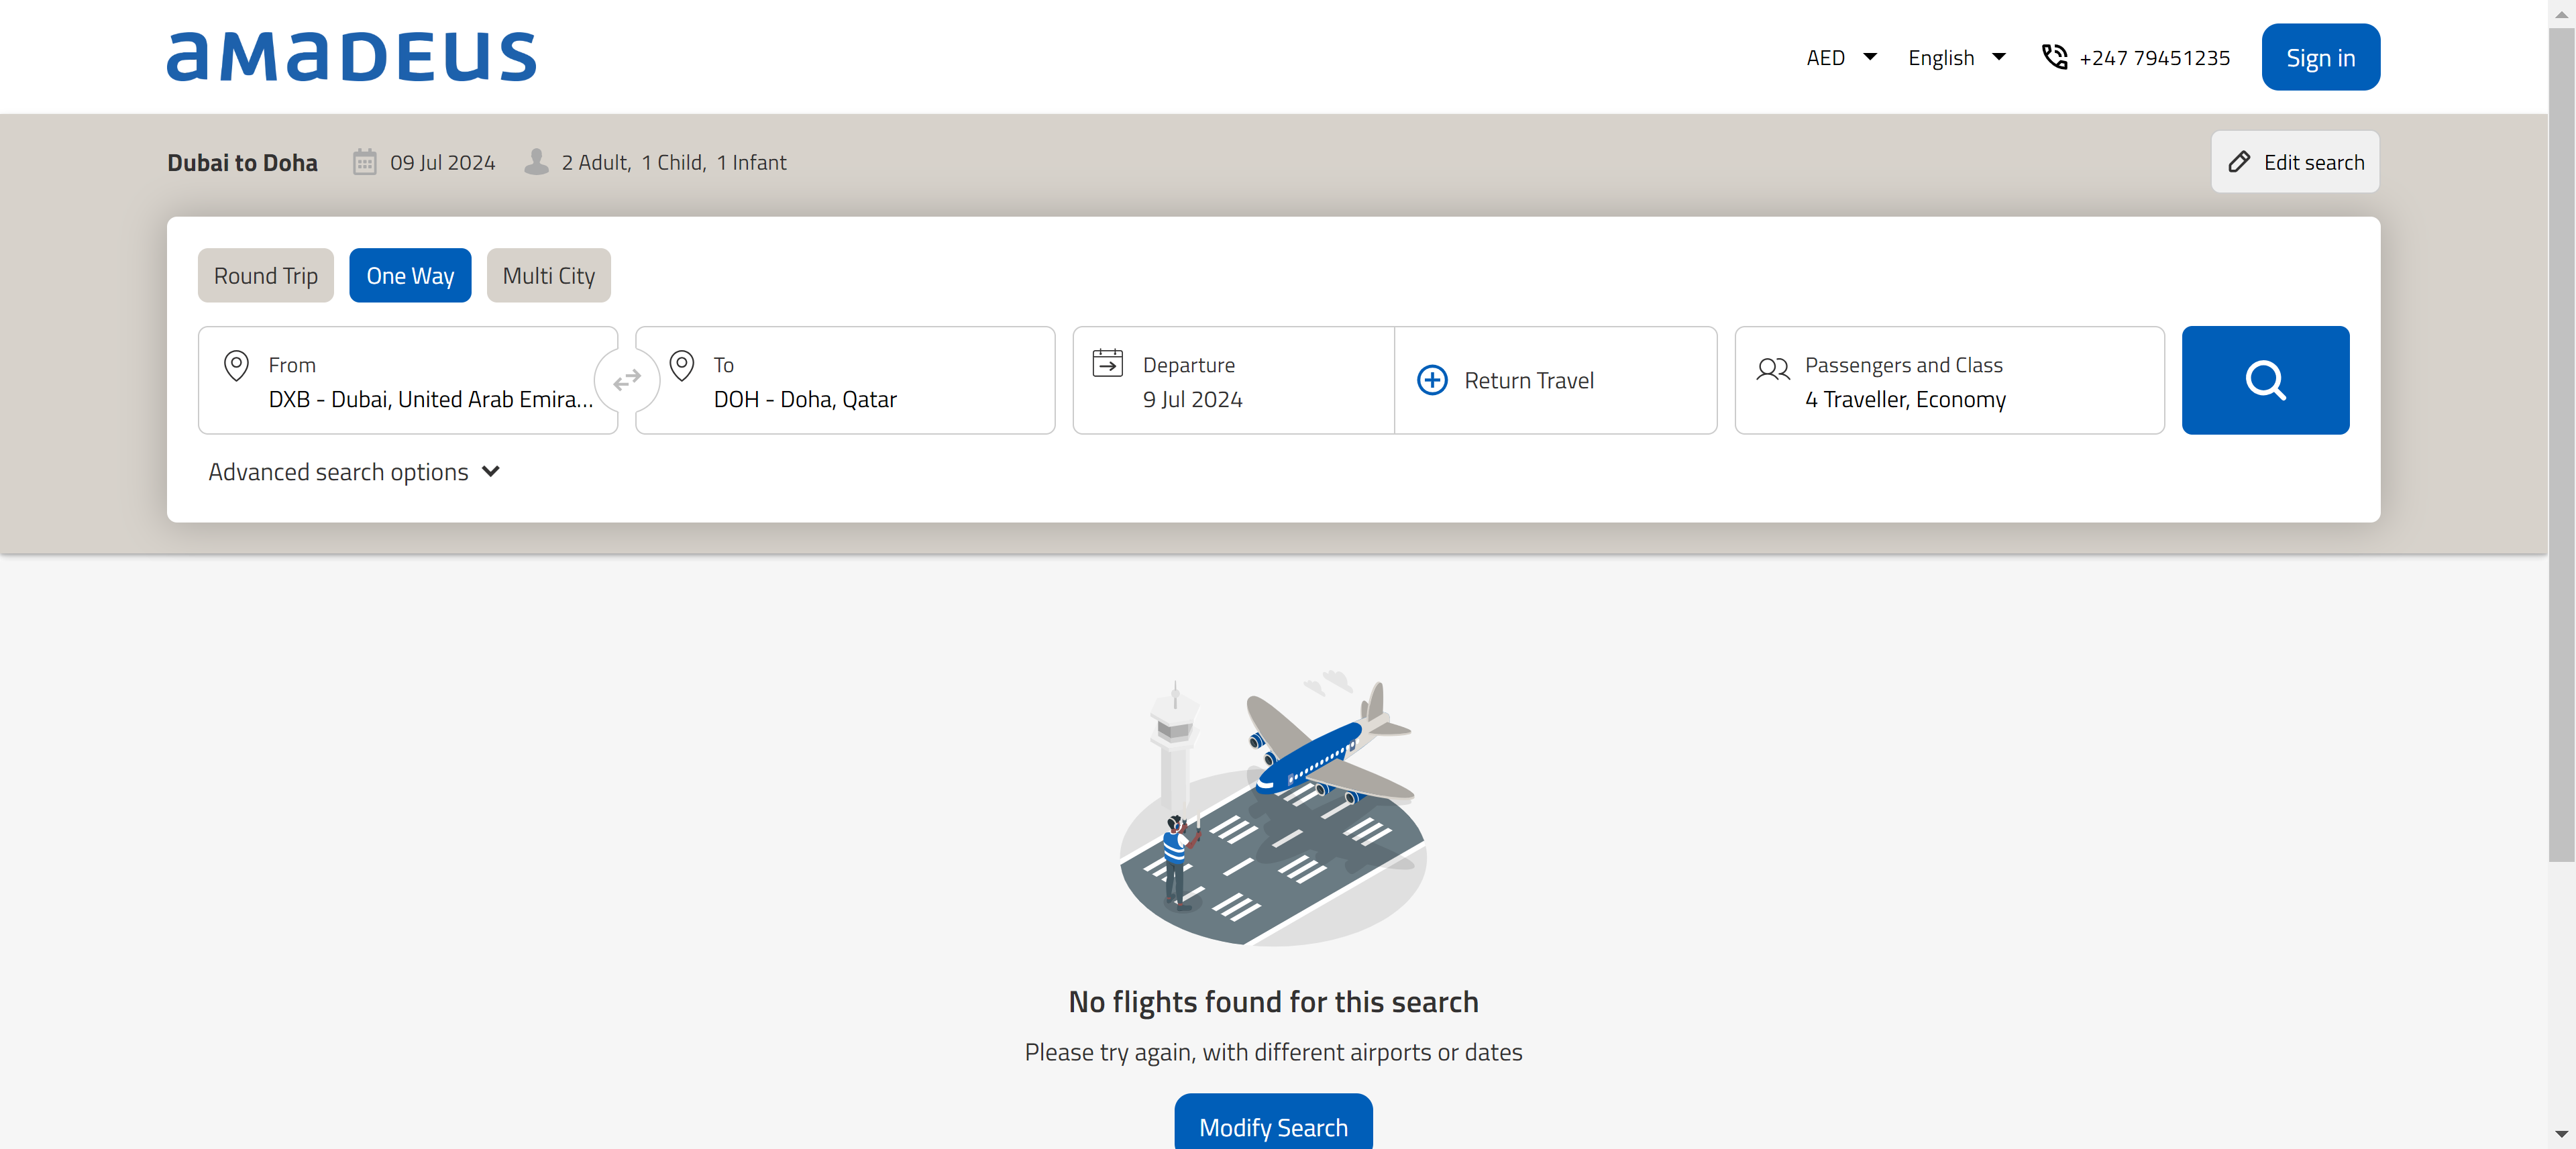 aMaDEUS
AED
English
+247 79451235
Sign in
Dubai to Doha
09 Jul 2024
2 Adult, 1 Child, 1 Infant
Edit search
Round Trip
One Way
Multi City
From
DXB - Dubai, United Arab Emira...
To
DOH - Doha, Qatar
Departure
9 Jul 2024
Return Travel
Passengers and Class
4 Traveller, Economy
Advanced search options
No flights found for this search
Please try again, with different airports or dates
Modify Search